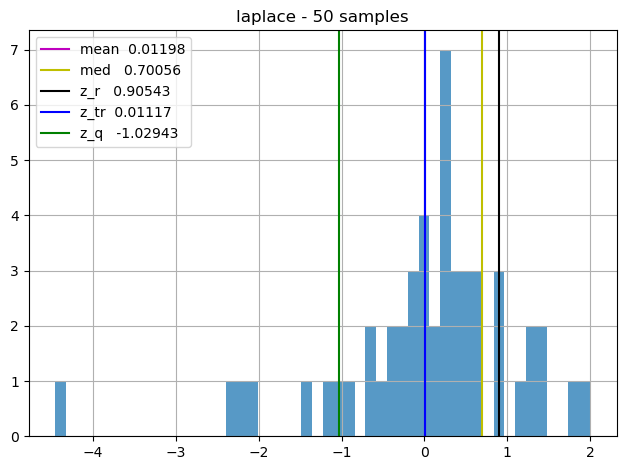 laplace - 50 samples
mean 0.01198
med 0.70056
z_r 0.90543
z_tr 0.01117
z_q -1.02943
7
6
5
4
3
2
1
0
−4 −3 −2 −1 0 1 2